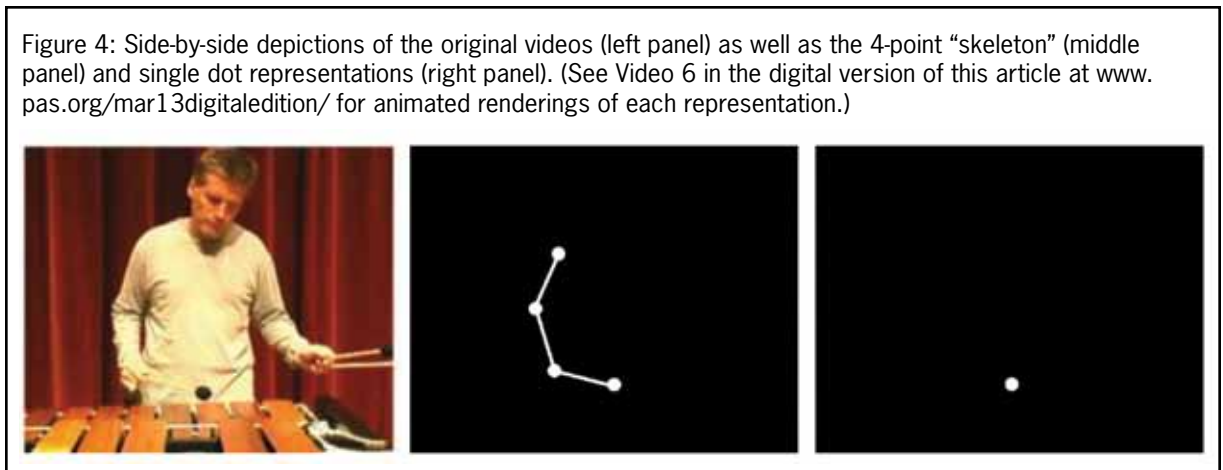 Figure 4: Side-by-side depictions of the original videos (left panel) as well as the 4-point “skeleton” (middle
panel) and single dot representations (right panel). (See Video 6 in the digital version of this article at www.
pas.org/mar13digitaledition/ for animated renderings of each representation.)